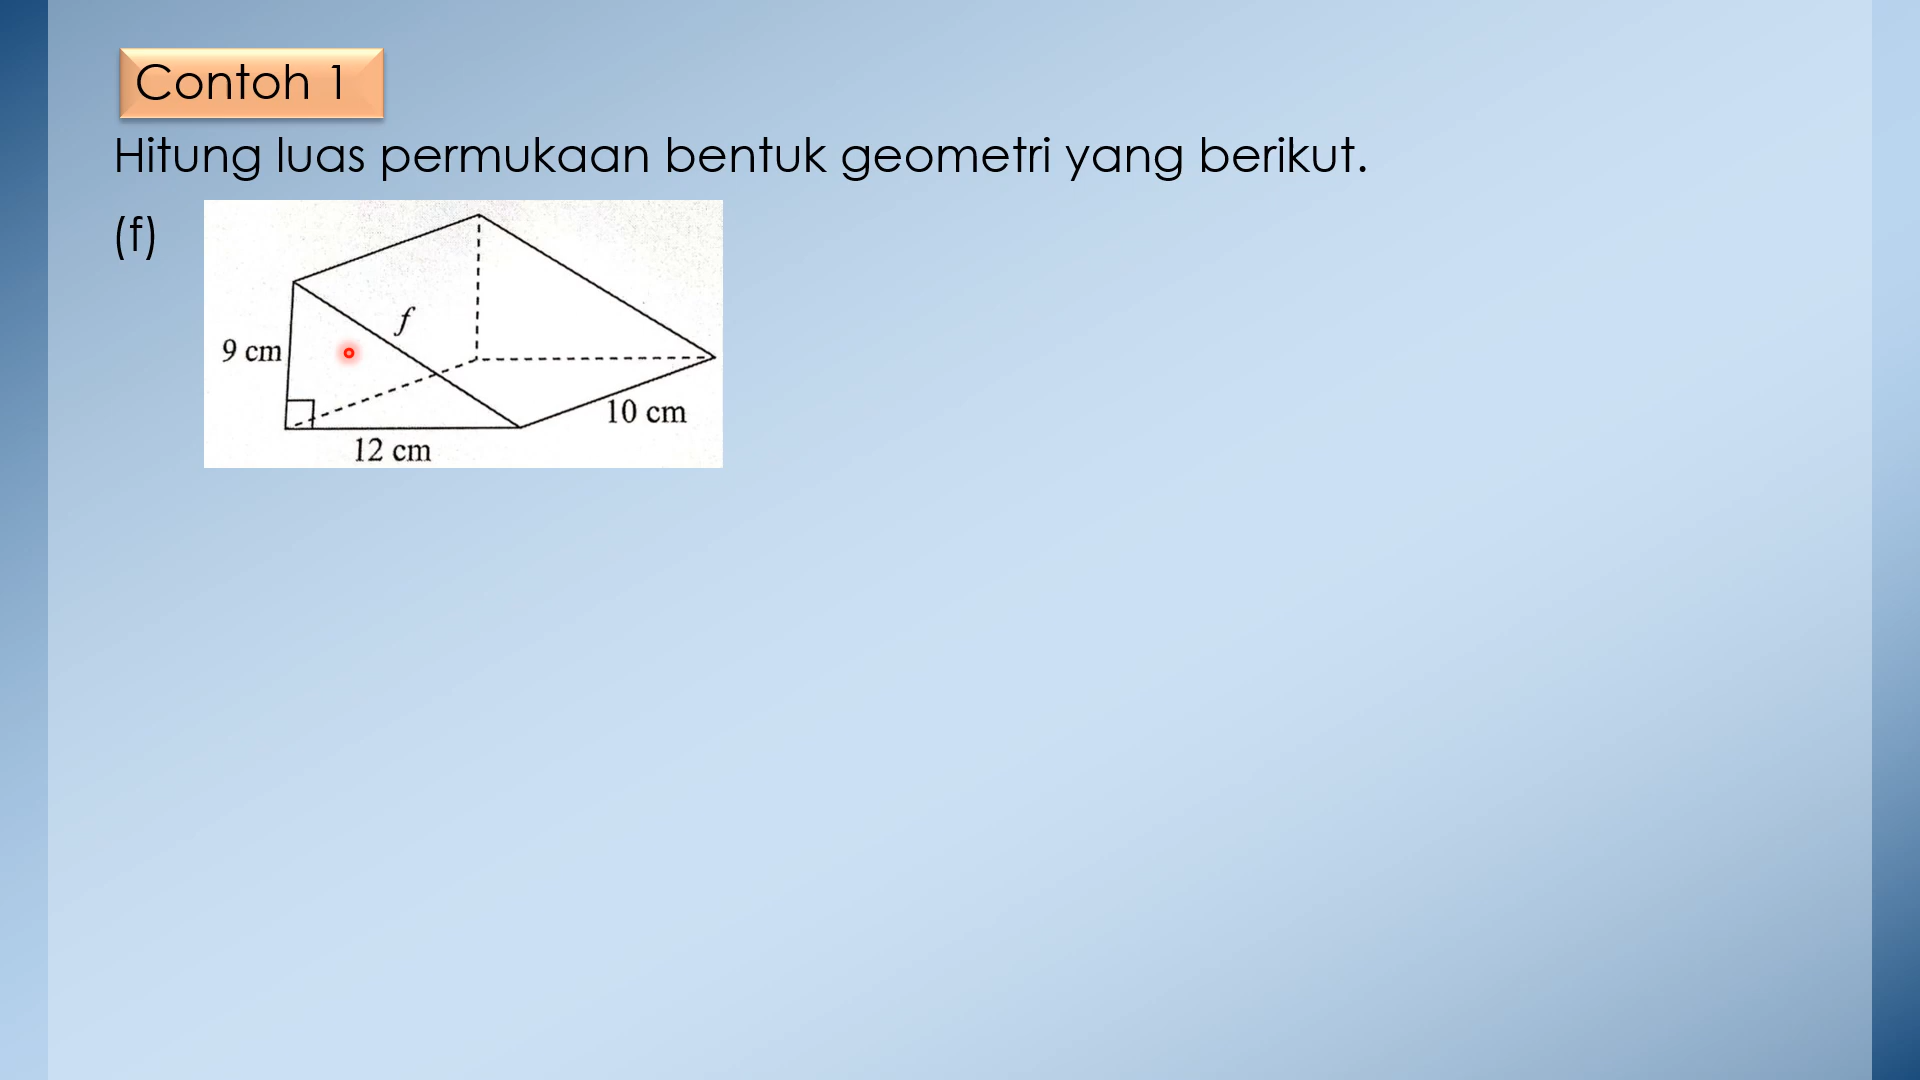 Contoh 1
Hitung luas permukaan bentuk geometri yang berikut.
(f)
f
9 cm
10 cm
12 cm